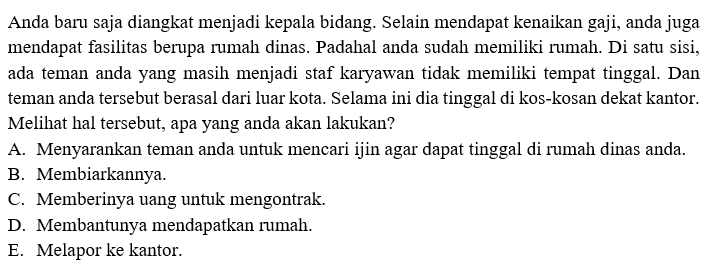 Anda baru saja diangkat menjadi kepala bidang. Selain mendapat kenaikan gaji, anda juga
mendapat fasilitas berupa rumah dinas. Padahal anda sudah memiliki rumah. Di satu sisi,
ada teman anda yang masih menjadi staf karyawan tidak memiliki tempat tinggal. Dan
teman anda tersebut berasal dari luar kota. Selama ini dia tinggal di kos-kosan dekat kantor.
Melihat hal tersebut, apa yang anda akan lakukan?
A. Menyarankan teman anda untuk mencari ijin agar dapat tinggal di rumah dinas anda.
B. Membiarkannya.
C. Memberinya uang untuk mengontrak.
D. Membantunya mendapatkan rumah.
E. Melapor ke kantor.